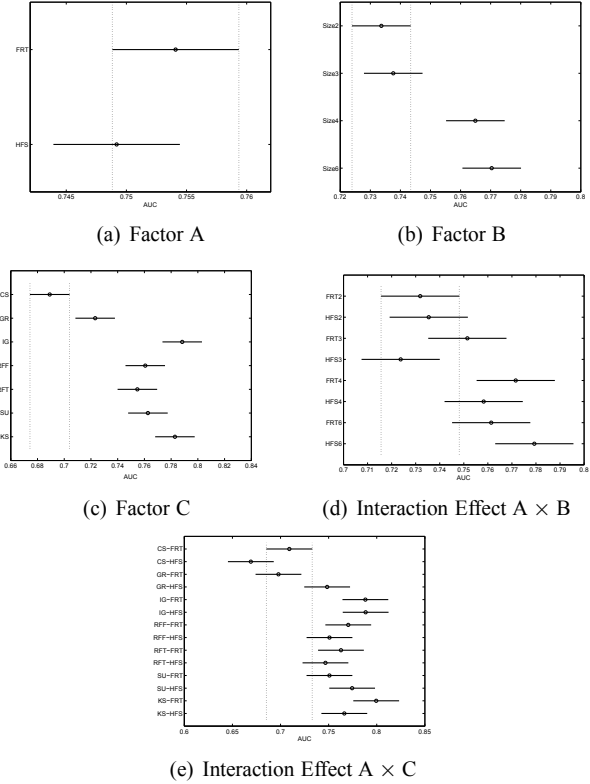 FRT
HFS
0.745 0.75 0.755 0.76
AUC
(a) Factor A
Size2
Size3
Size4
Size6
0.72 0.73 0.74 0.75 0.76 0.77 0.78 0.79 0.8
AUC
(b) Factor B
CS
GR
IG
RFF
RFT
SU
KS
0.66 0.68 0.7 0.72 0.74 0.76 0.78 0.8 0.82 0.84
AUC
(c) Factor C
FRT2
HFS2
FRT3
HFS3
FRT4
HFS4
FRT6
HFS6
0.7 0.71 0.72 0.73 0.74 0.75 0.76 0.77 0.78 0.79 0.8
AUC
(d) Interaction Effect A × B
CS−FRT
CS−HFS
GR−FRT
GR−HFS
IG−FRT
IG−HFS
RFF−FRT
RFF−HFS
RFT−FRT
RFT−HFS
SU−FRT
SU−HFS
KS−FRT
KS−HFS
0.6 0.65 0.7 0.75 0.8 0.85
AUC
(e) Interaction Effect A × C